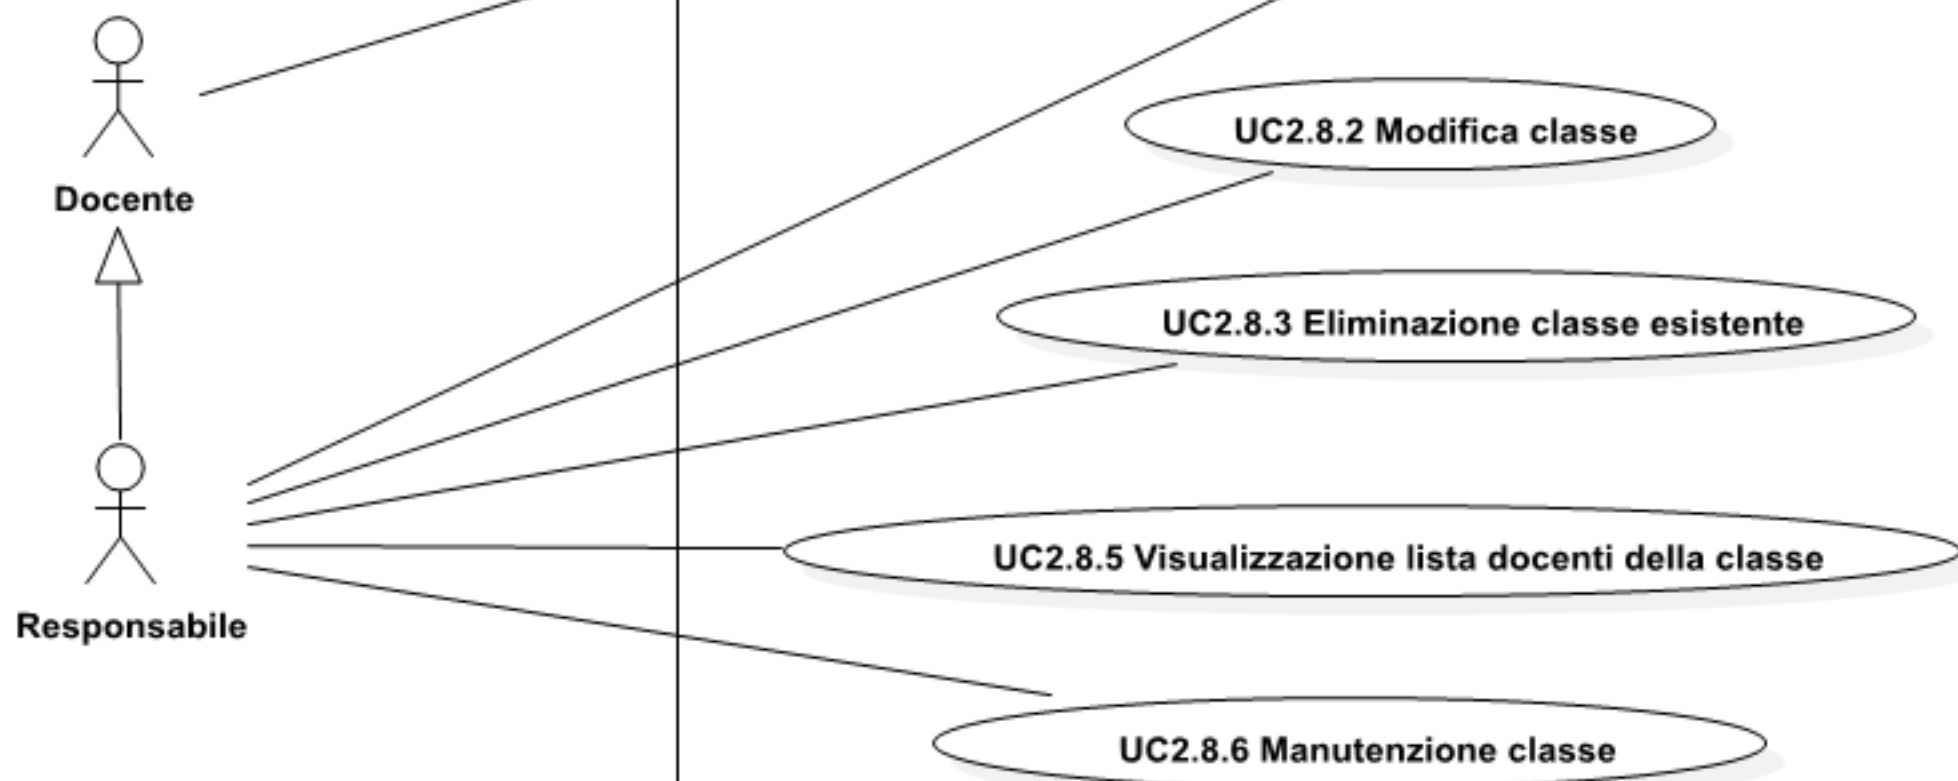 UC2.8.2 Modifica classe
Docente
UC2.8.3 Eliminazione classe esistente
UC2.8.5 Visualizzazione lista docenti della classe
Responsabile
UC2.8.6 Manutenzione classe